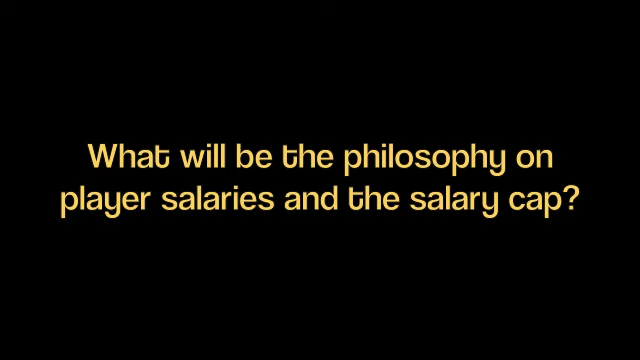 What will be the philosophy on
player salaries and the salary cap?